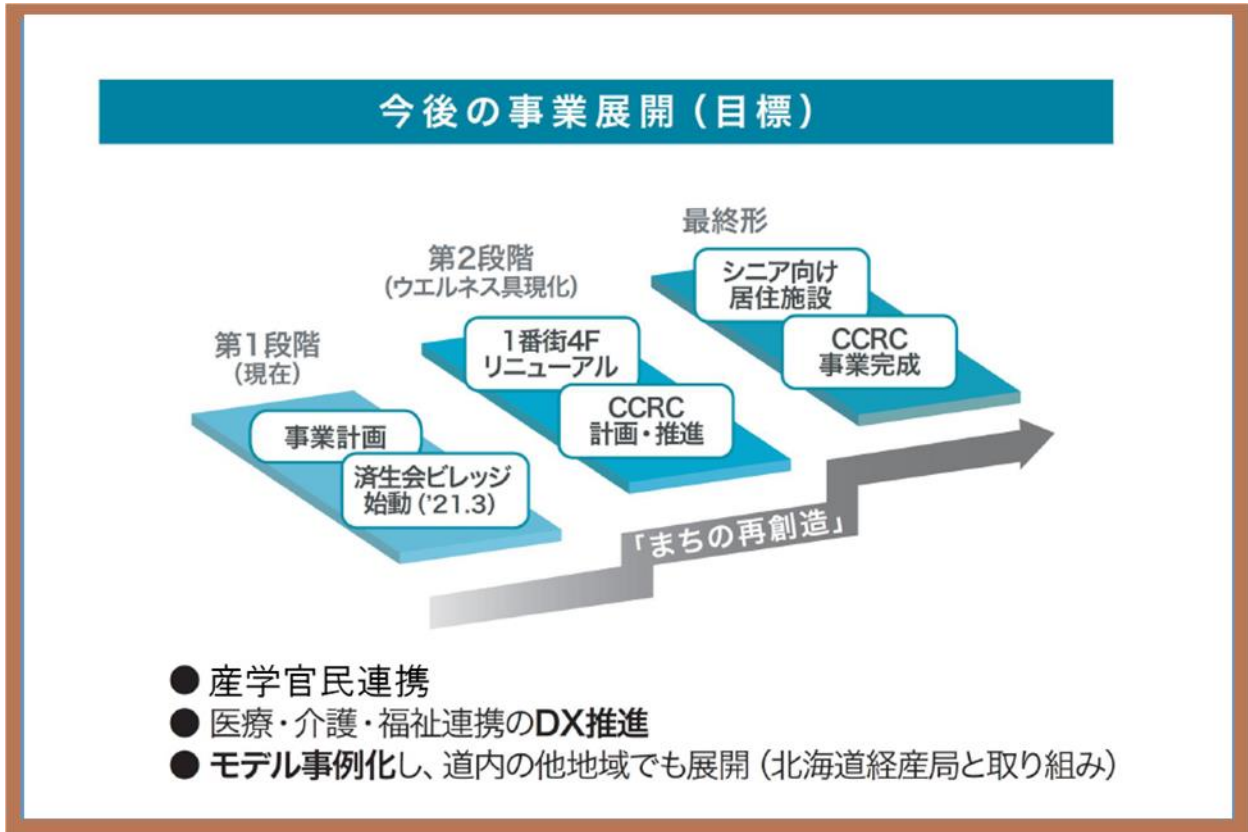 今後の事業展開（目標）
第1段階
（現在）
事業計画
済生会ビレッジ
始動（’21.3）
第2段階
（ウエルネス具現化）
1番街4F
リニューアル
CCRC
計画・推進
最終形
シニア向け
居住施設
CCRC
事業完成
「まちの再創造」
● 産学官民連携
● 医療・介護・福祉連携のDX推進
● モデル事例化し、道内の他地域でも展開（北海道経産局と取り組み）